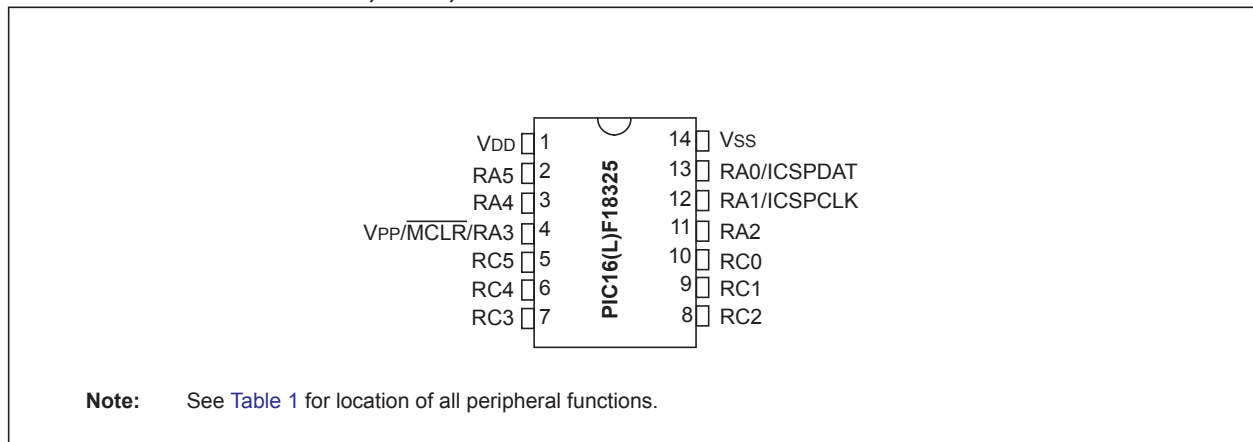 VDD 1 14 VSS
RA5 2 13 RA0/ICSPDAT
RA4 3 12 RA1/ICSPCLK
VPP/MCLR/RA3 4 11 RA2
RC5 5 10 RC0
RC4 6 9 RC1
RC3 7 8 RC2
PIC16(L)F18325
Note: See Table 1 for location of all peripheral functions.